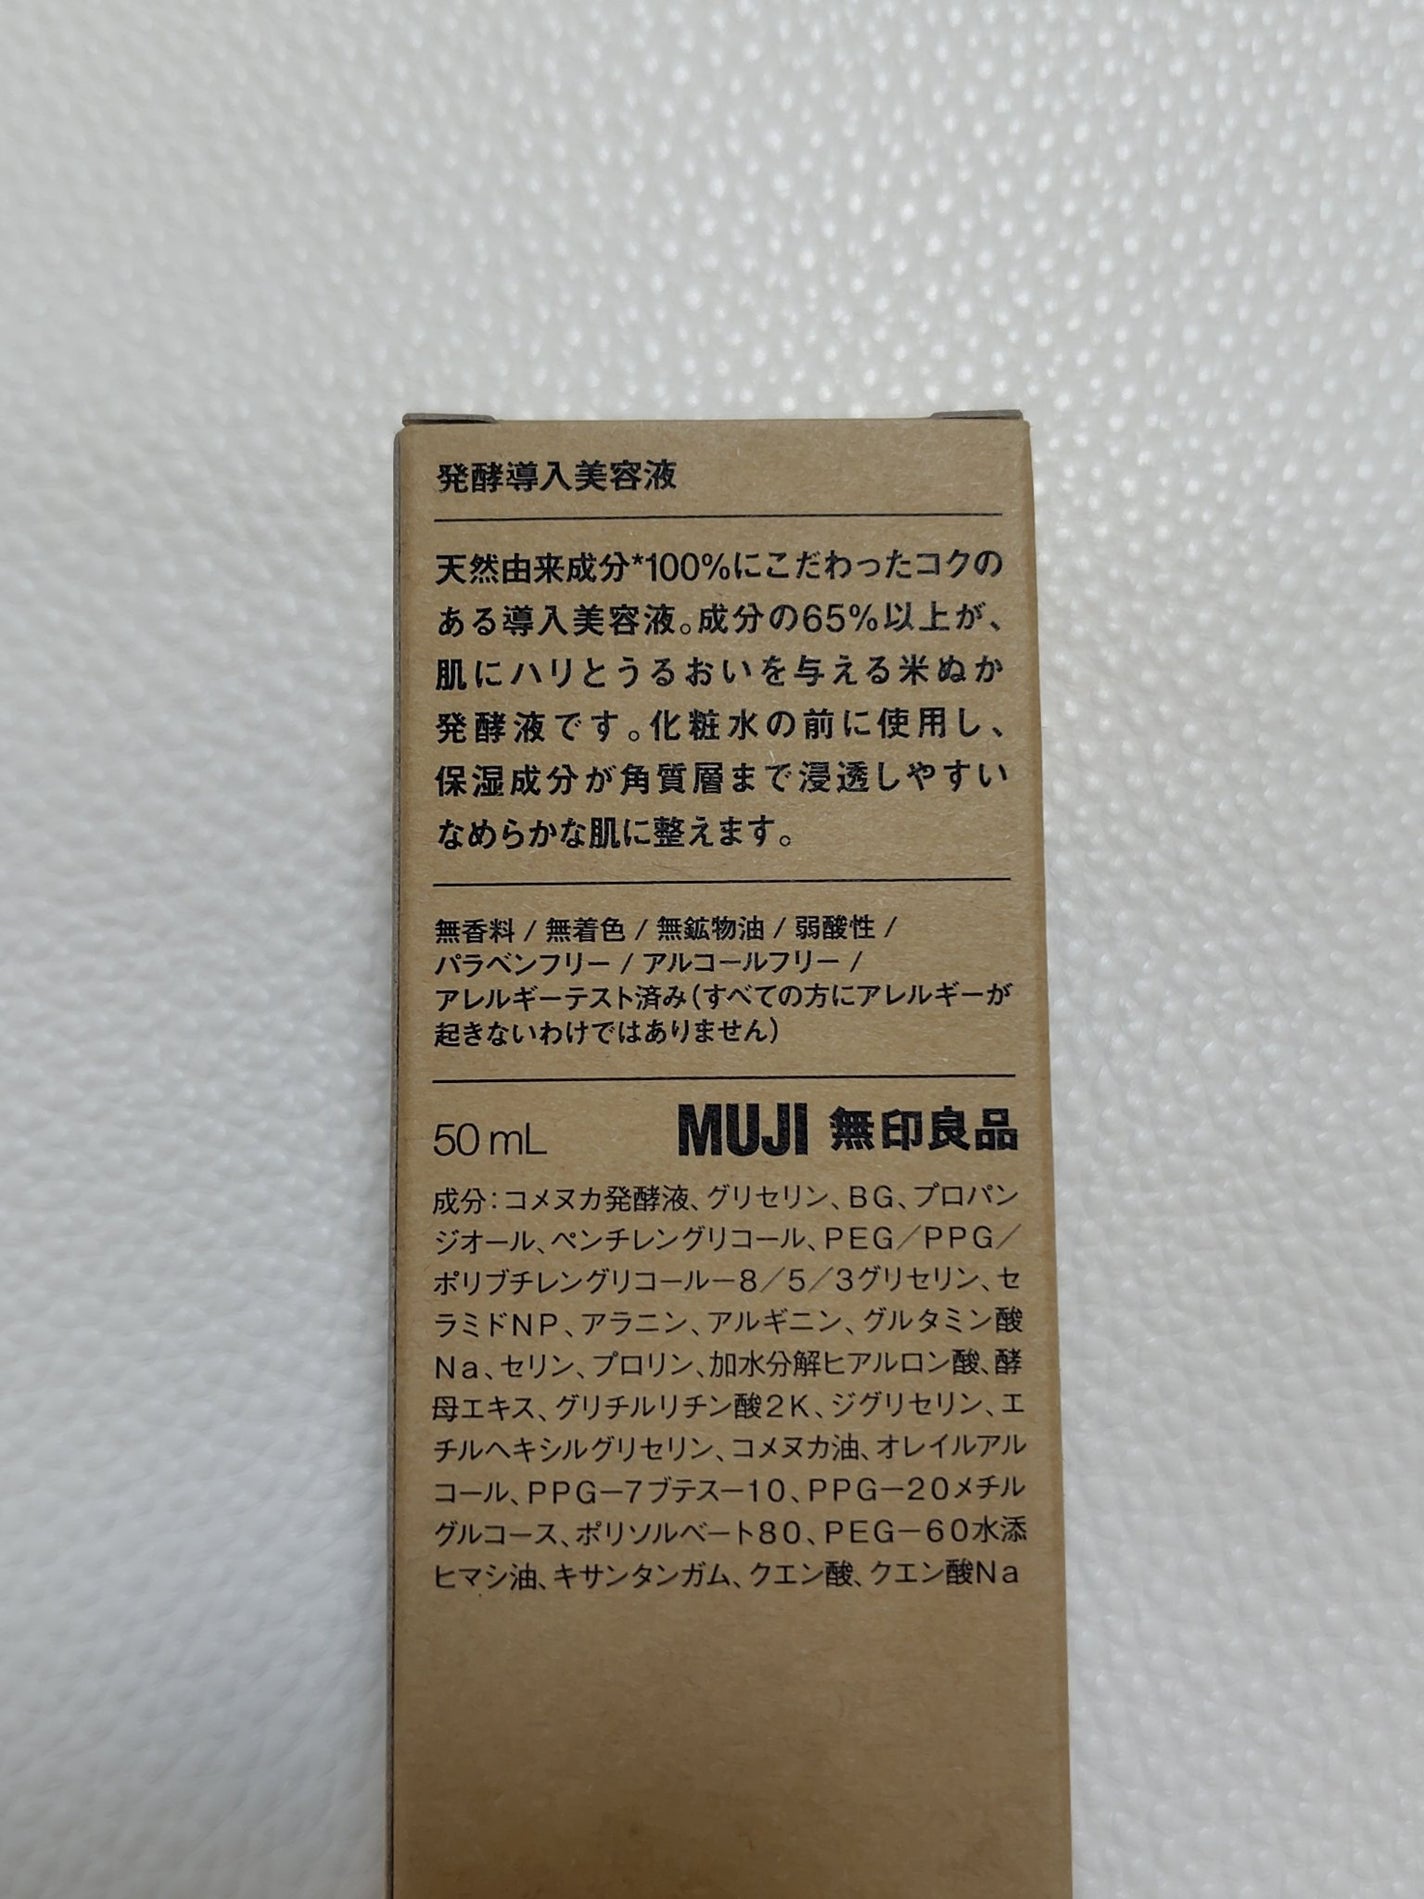 発酵導入美容液
天然由来成分*100%にこだわったコクの
ある導入美容液。成分の65%以上が、
肌にハリとうるおいを与える米ぬか
発酵液です。化粧水の前に使用し、
保湿成分が角質層まで浸透しやすい
なめらかな肌に整えます。
無香料 / 無着色 / 無鉱物油 / 弱酸性 /
パラベンフリー / アルコールフリー /
アレルギーテスト済み(すべての方にアレルギーが
起きないわけではありません)
50 mL MUJI 無印良品
成分:コメヌカ発酵液、グリセリン、BG、プロパン
ジオール、ペンチレングリコール、PEG/PPG/
ポリブチレングリコール-8/5/3グリセリン、セ
ラミドNP、アラニン、アルギニン、グルタミン酸
Na、セリン、プロリン、加水分解ヒアルロン酸、酵
母エキス、グリチルリチン酸2K、ジグリセリン、エ
チルヘキシルグリセリン、コメヌカ油、オレイルアル
コール、PPG-7ブテス-10、PPG-20メチル
グルコース、ポリソルベート80、PEG-60水添
ヒマシ油、キサンタンガム、クエン酸、クエン酸Na